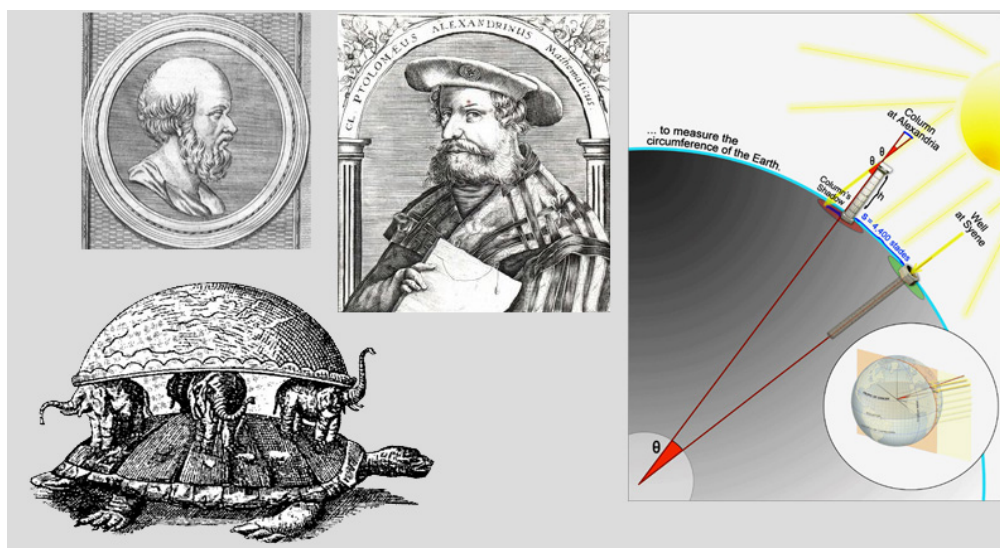 CL. PTOLOMÆUS ALEXANDRINUS Mathematicus.
... to measure the
circumference of the Earth.
Column
at Alexandria
θ
θ
h
Column's
Shadow
S = 4,400 stades
Well
at Syene
θ